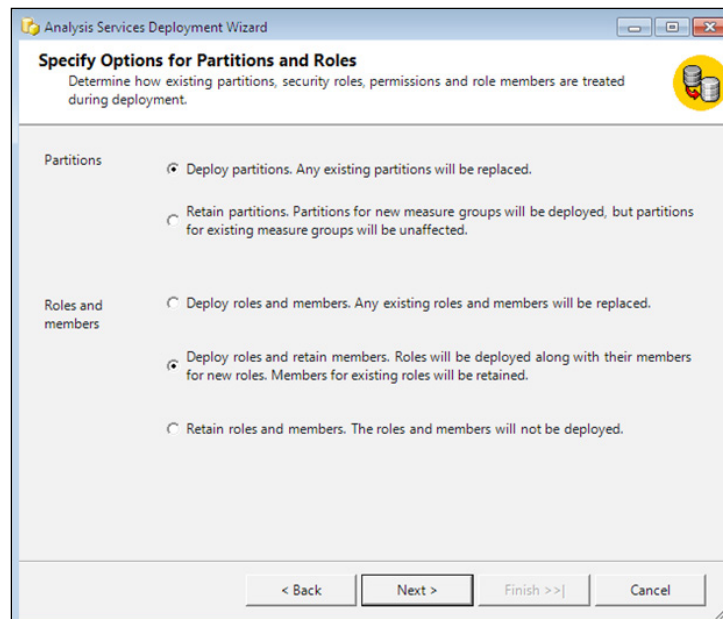 Analysis Services Deployment Wizard
Specify Options for Partitions and Roles
Determine how existing partitions, security roles, permissions and role members are treated
during deployment.
Partitions
Deploy partitions. Any existing partitions will be replaced.
Retain partitions. Partitions for new measure groups will be deployed, but partitions
for existing measure groups will be unaffected.
Roles and
members
Deploy roles and members. Any existing roles and members will be replaced.
Deploy roles and retain members. Roles will be deployed along with their members
for new roles. Members for existing roles will be retained.
Retain roles and members. The roles and members will not be deployed.
< Back
Next >
Finish >>|
Cancel